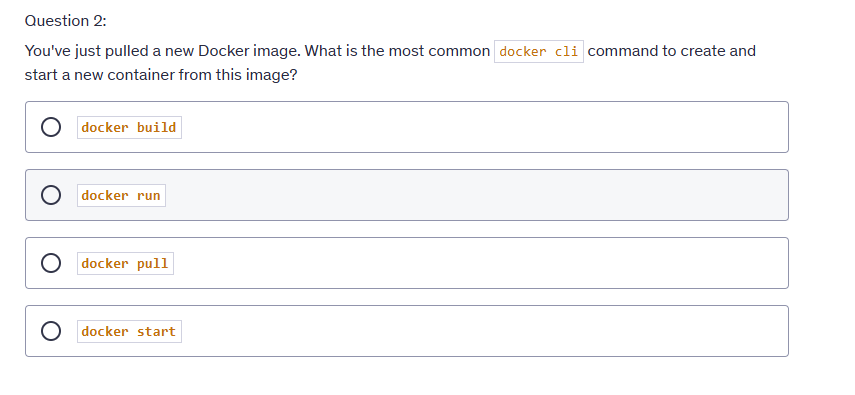 Question 2:
You've just pulled a new Docker image. What is the most common docker cli command to create and
start a new container from this image?
docker build
docker run
docker pull
docker start